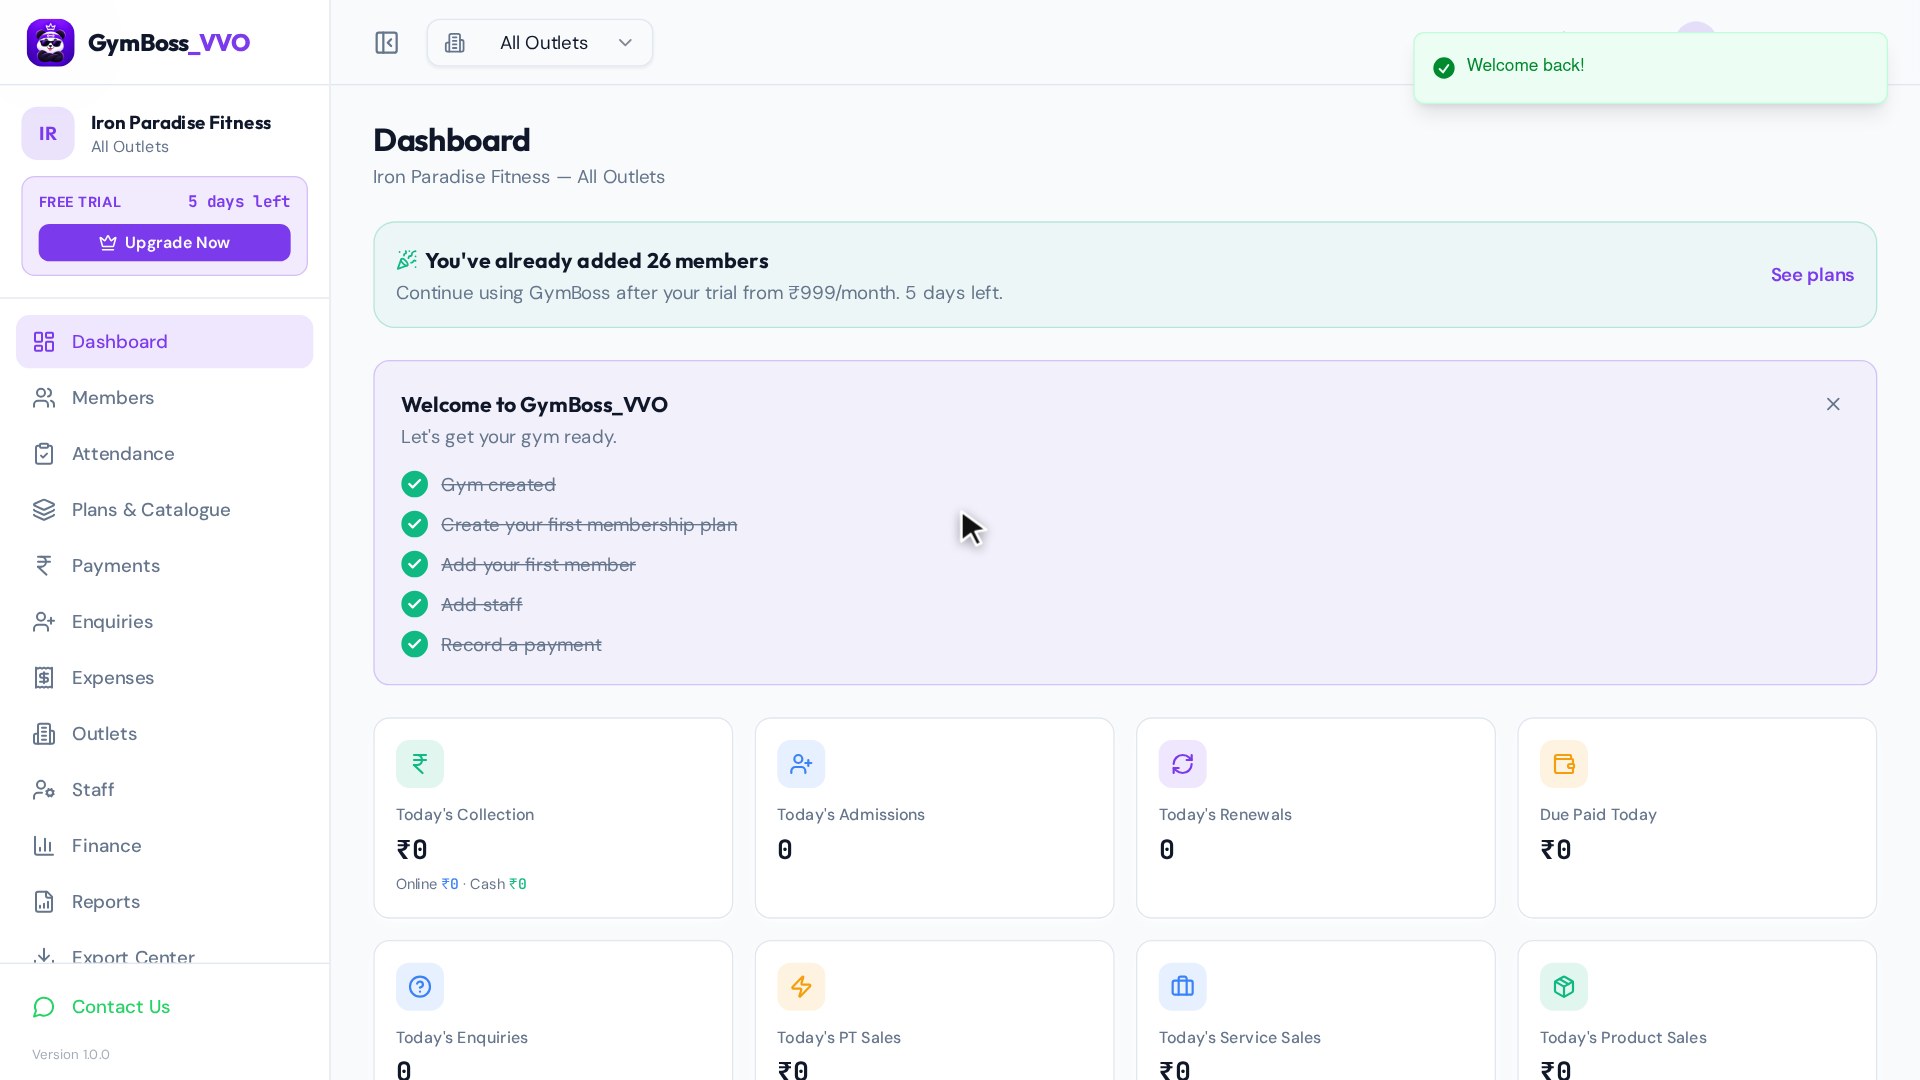 GymBoss_VVO
All Outlets
Welcome back!
IR
Iron Paradise Fitness
All Outlets
FREE TRIAL
5 days left
Upgrade Now
Dashboard
Members
Attendance
Plans & Catalogue
Payments
Enquiries
Expenses
Outlets
Staff
Finance
Reports
Export Center
Contact Us
Version 1.0.0
Dashboard
Iron Paradise Fitness — All Outlets
You've already added 26 members
Continue using GymBoss after your trial from ₹999/month. 5 days left.
See plans
Welcome to GymBoss_VVO
Let's get your gym ready.
Gym created
Create your first membership plan
Add your first member
Add staff
Record a payment
Today's Collection
₹0
Online ₹0 · Cash ₹0
Today's Admissions
0
Today's Renewals
0
Due Paid Today
₹0
Today's Enquiries
0
Today's PT Sales
₹0
Today's Service Sales
₹0
Today's Product Sales
₹0